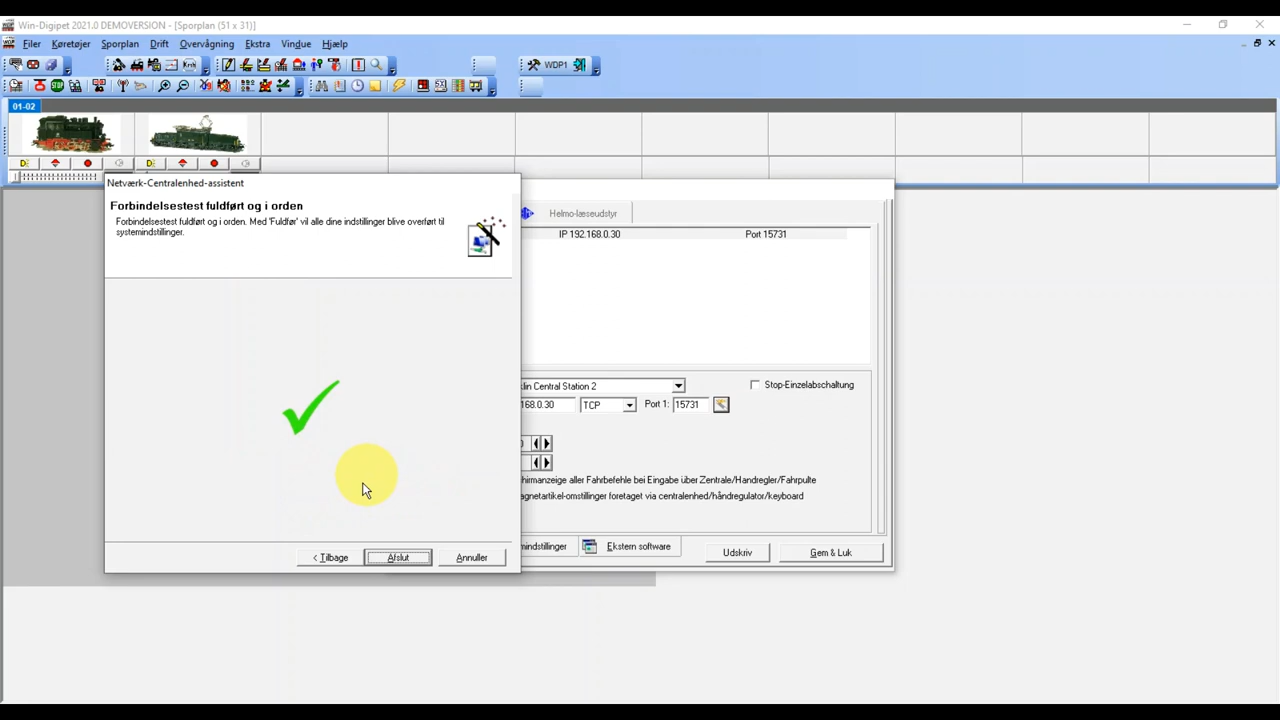 Win-Digipet 2021.0 DEMOVERSION - [Sporplan (51 x 31)]
Filer Køretøjer Sporplan Drift Overvågning Ekstra Vindue Hjælp
WDP1
01-02
Netværk-Centralenhed-assistent
Forbindelsestest fuldført og i orden
Forbindelsestest fuldført og i orden. Med 'Fuldfør' vil alle dine indstillinger blive overført til
systemindstillinger.
Helmo-læseudstyr
IP 192.168.0.30 Port 15731
lin Central Station 2
Stop-Einzelabschaltung
68.0.30 TCP Port 1: 15731
hirmanzeige aller Fahrbefehle bei Eingabe über Zentrale/Handregler/Fahrpulte
agnetartikel-omstillinger foretaget via centralenhed/håndregulator/keyboard
mindstillinger Ekstern software Udskriv Gem & Luk
< Tilbage Afslut Annuller